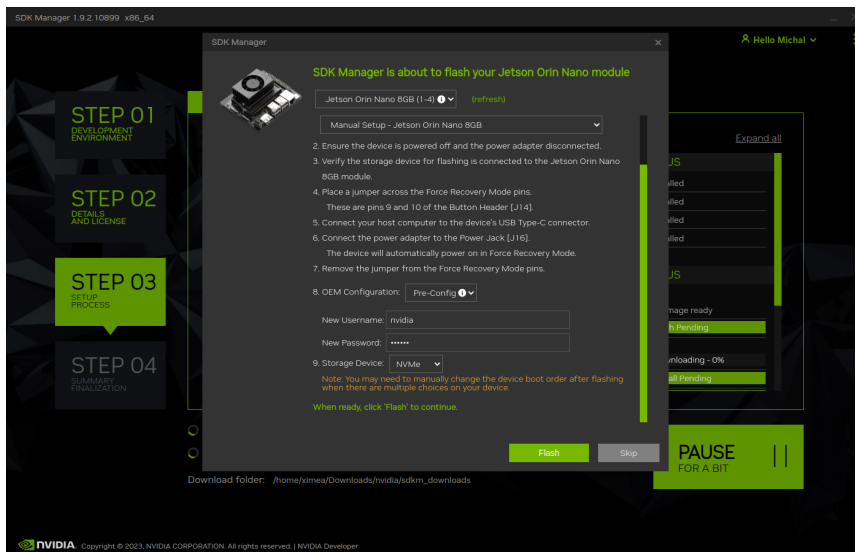 SDK Manager 1.9.2.10899 x86_64
Hello Michal
SDK Manager
SDK Manager is about to flash your Jetson Orin Nano module
Jetson Orin Nano 8GB (1-4)
(refresh)
Manual Setup - Jetson Orin Nano 8GB
2. Ensure the device is powered off and the power adapter disconnected.
3. Verify the storage device for flashing is connected to the Jetson Orin Nano
8GB module.
4. Place a jumper across the Force Recovery Mode pins.
These are pins 9 and 10 of the Button Header [J14].
5. Connect your host computer to the device's USB Type-C connector.
6. Connect the power adapter to the Power Jack [J16].
The device will automatically power on in Force Recovery Mode.
7. Remove the jumper from the Force Recovery Mode pins.
8. OEM Configuration: Pre-Config
New Username: nvidia
New Password: ••••••
9. Storage Device: NVMe
Note: You may need to manually change the device boot order after flashing
when there are multiple choices on your device.
When ready, click 'Flash' to continue.
Flash
Skip
STEP 01
DEVELOPMENT
ENVIRONMENT
STEP 02
DETAILS
AND LICENSE
STEP 03
SETUP
PROCESS
STEP 04
SUMMARY
FINALIZATION
Expand all
Pending
- 0%
Pending
PAUSE
FOR A BIT
Download folder: /home/ximea/Downloads/nvidia/sdkm_downloads
NVIDIA. Copyright © 2023, NVIDIA CORPORATION. All rights reserved. | NVIDIA Developer